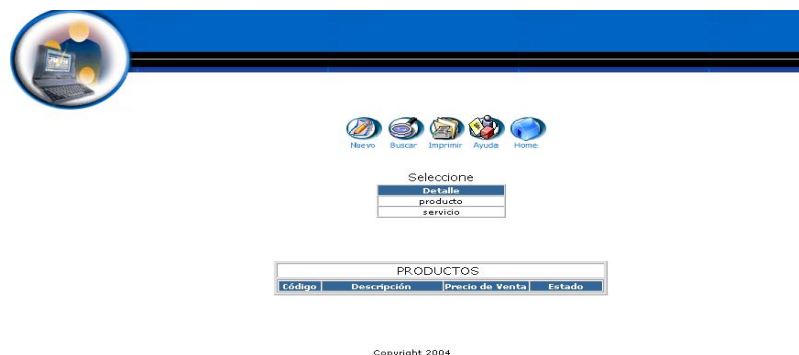 Nuevo Buscar Imprimir Ayuda Home
Seleccione
Detalle
producto
servicio
PRODUCTOS
Código Descripción Precio de Venta Estado
Copyright 2004